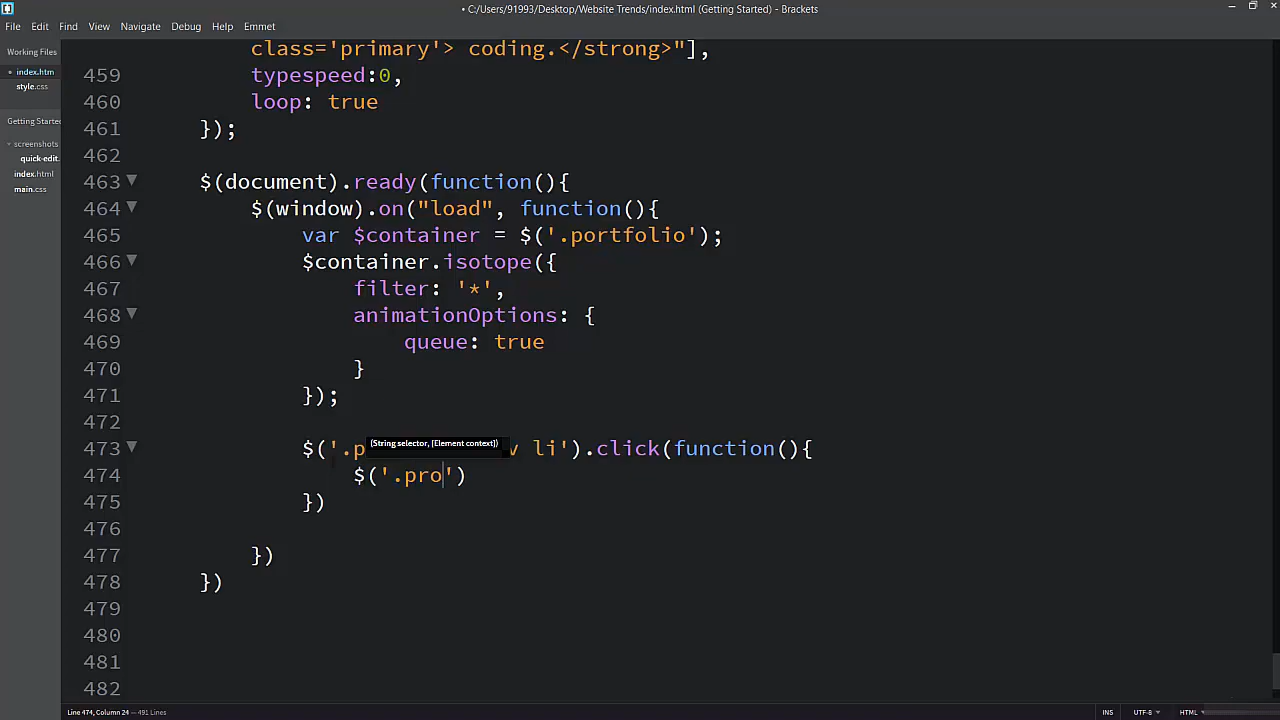 • C:/Users/91993/Desktop/Website Trends/index.html (Getting Started) - Brackets
File Edit Find View Navigate Debug Help Emmet
Working Files
• index.htm
style.css
Getting Started
screenshots
quick-edit.
index.html
main.css
class='primary'> coding.</strong>"],
459 typespeed:0,
460 loop: true
461 });
462
463 $(document).ready(function(){
464 $(window).on("load", function(){
465 var $container = $('.portfolio');
466 $container.isotope({
467 filter: '*',
468 animationOptions: {
469 queue: true
470 }
471 });
472
(String selector, [Element context])
473 $('.p v li').click(function(){
474 $('.pro')
475 })
476
477 })
478 })
479
480
481
482
Line 474, Column 24 — 491 Lines
INS UTF-8 HTML